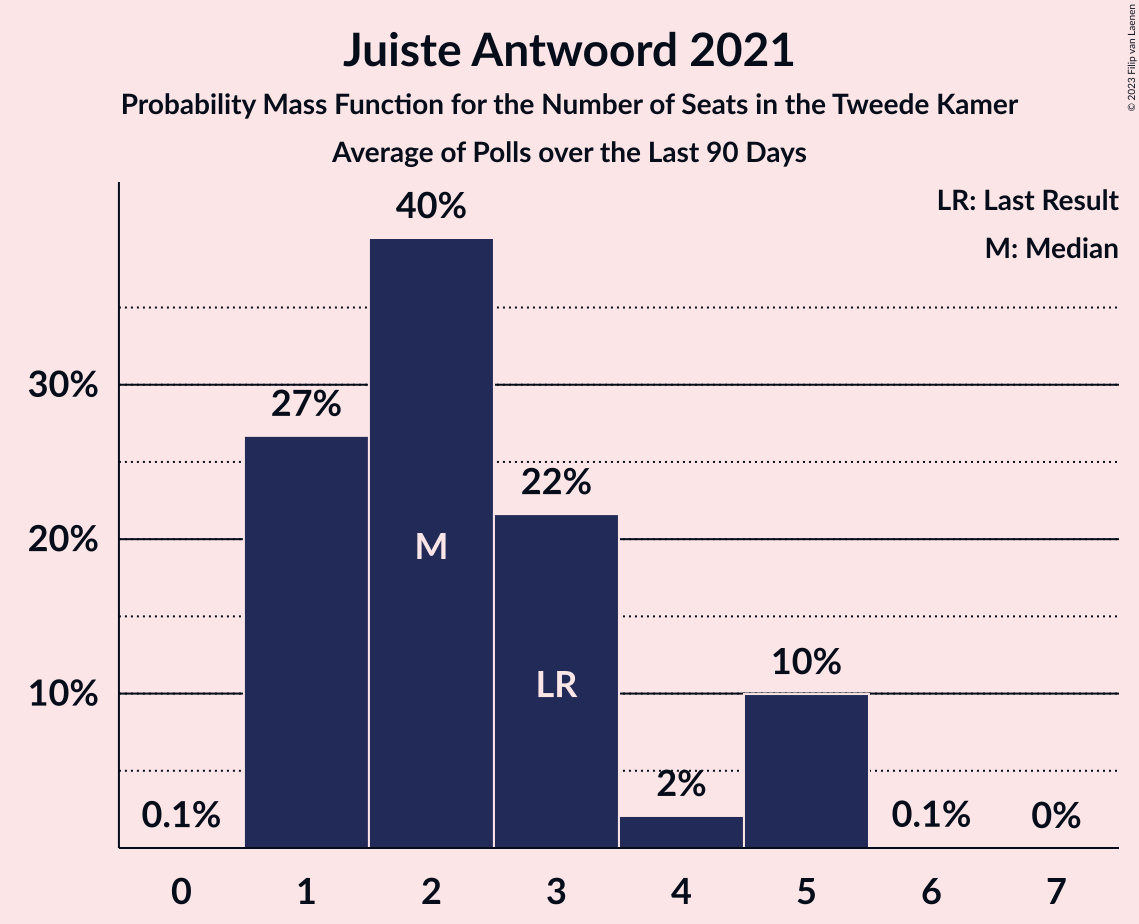 © 2023 Filip van Laenen
Juiste Antwoord 2021
Probability Mass Function for the Number of Seats in the Tweede Kamer
Average of Polls over the Last 90 Days
LR: Last Result
M: Median
40%
30%
27%
22%
20%
M
10%
LR
10%
2%
0.1%
0.1%
0%
0 1 2 3 4 5 6 7